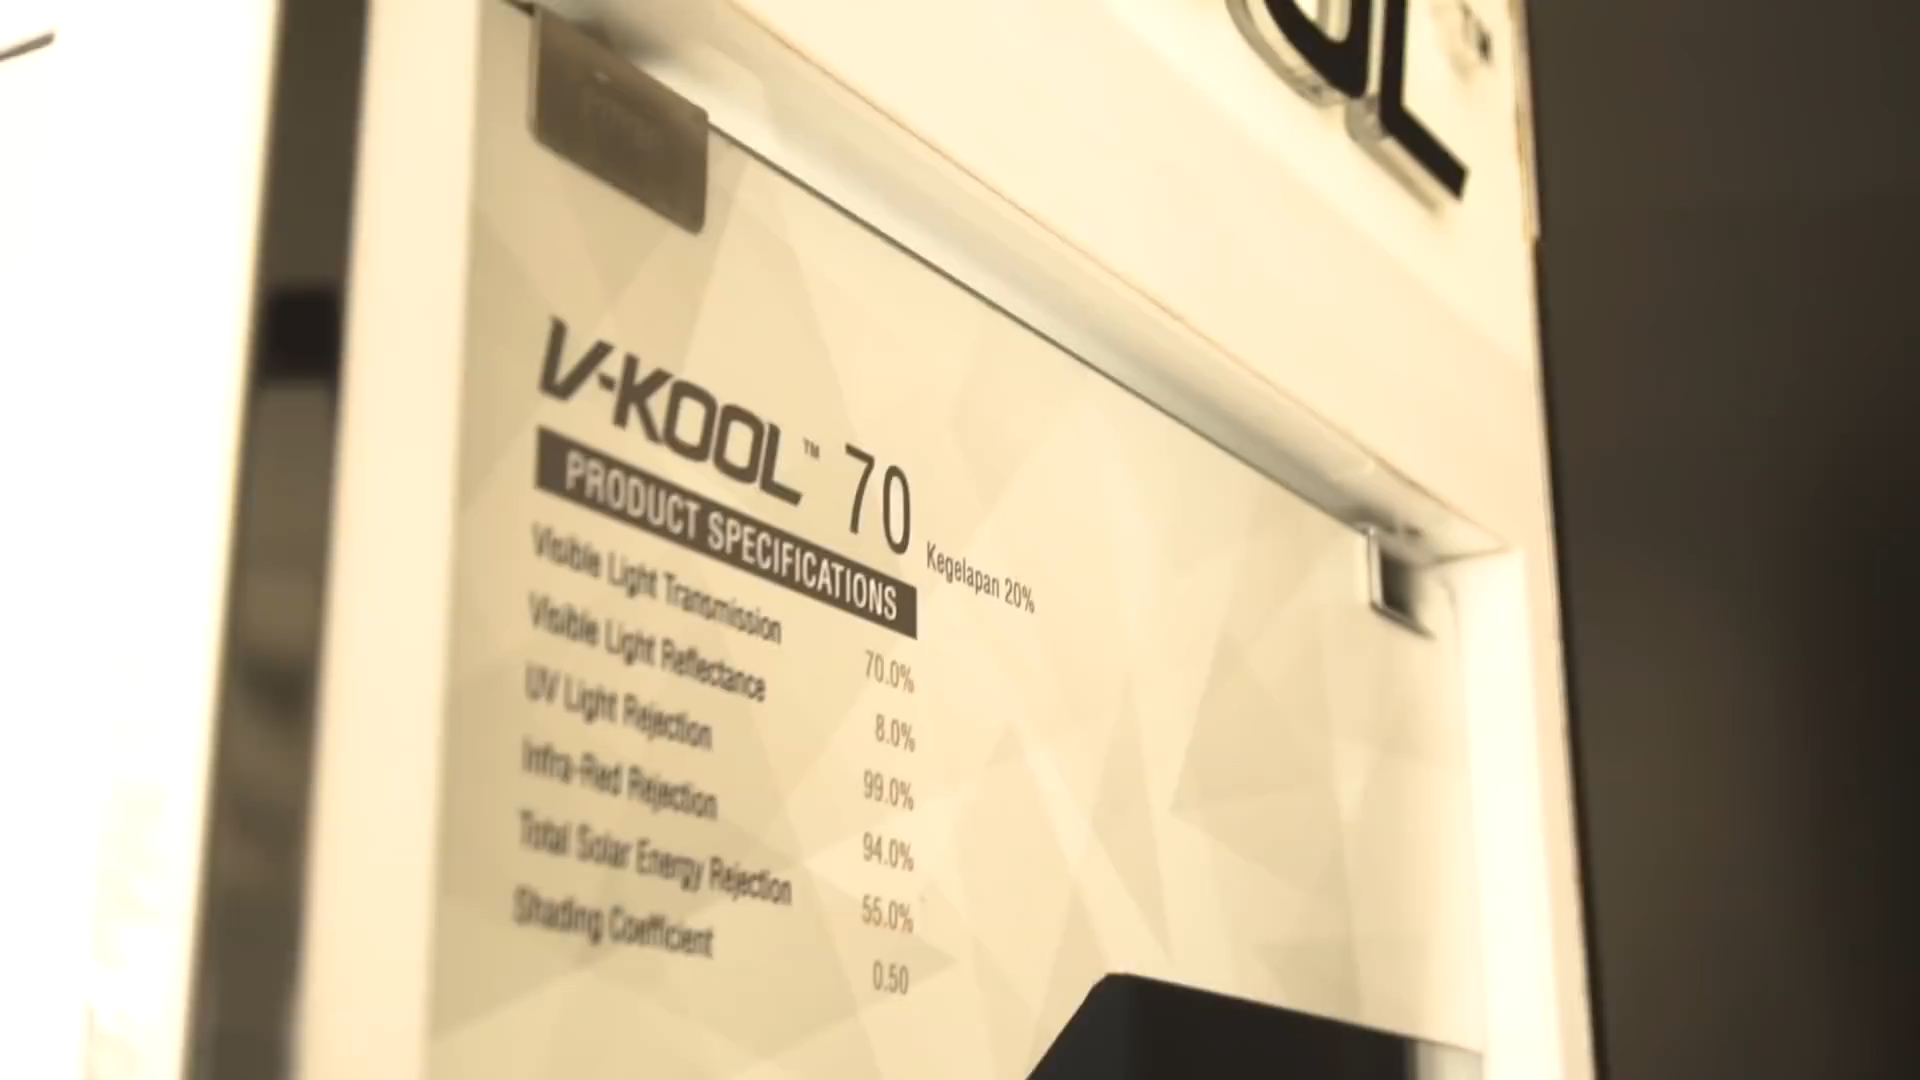 OL™
V-KOOL™ 70
Kegelapan 20%
PRODUCT SPECIFICATIONS
Visible Light Transmission 70.0%
Visible Light Reflectance 8.0%
UV Light Rejection 99.0%
Infra-Red Rejection 94.0%
Total Solar Energy Rejection 55.0%
Shading Coefficient 0.50